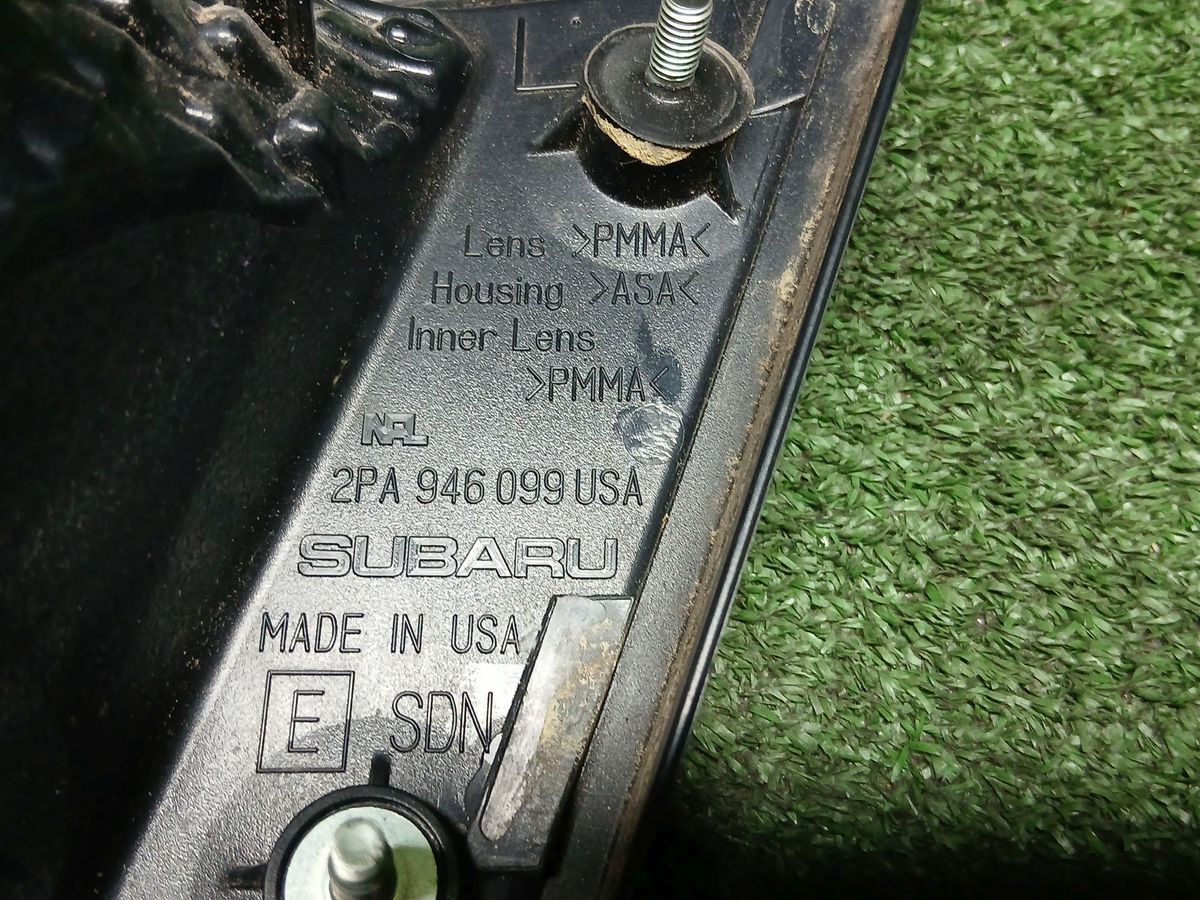 L
Lens >PMMA<
Housing >ASA<
Inner Lens
>PMMA<
NAL
2PA 946 099 USA
SUBARU
MADE IN USA
E SDN